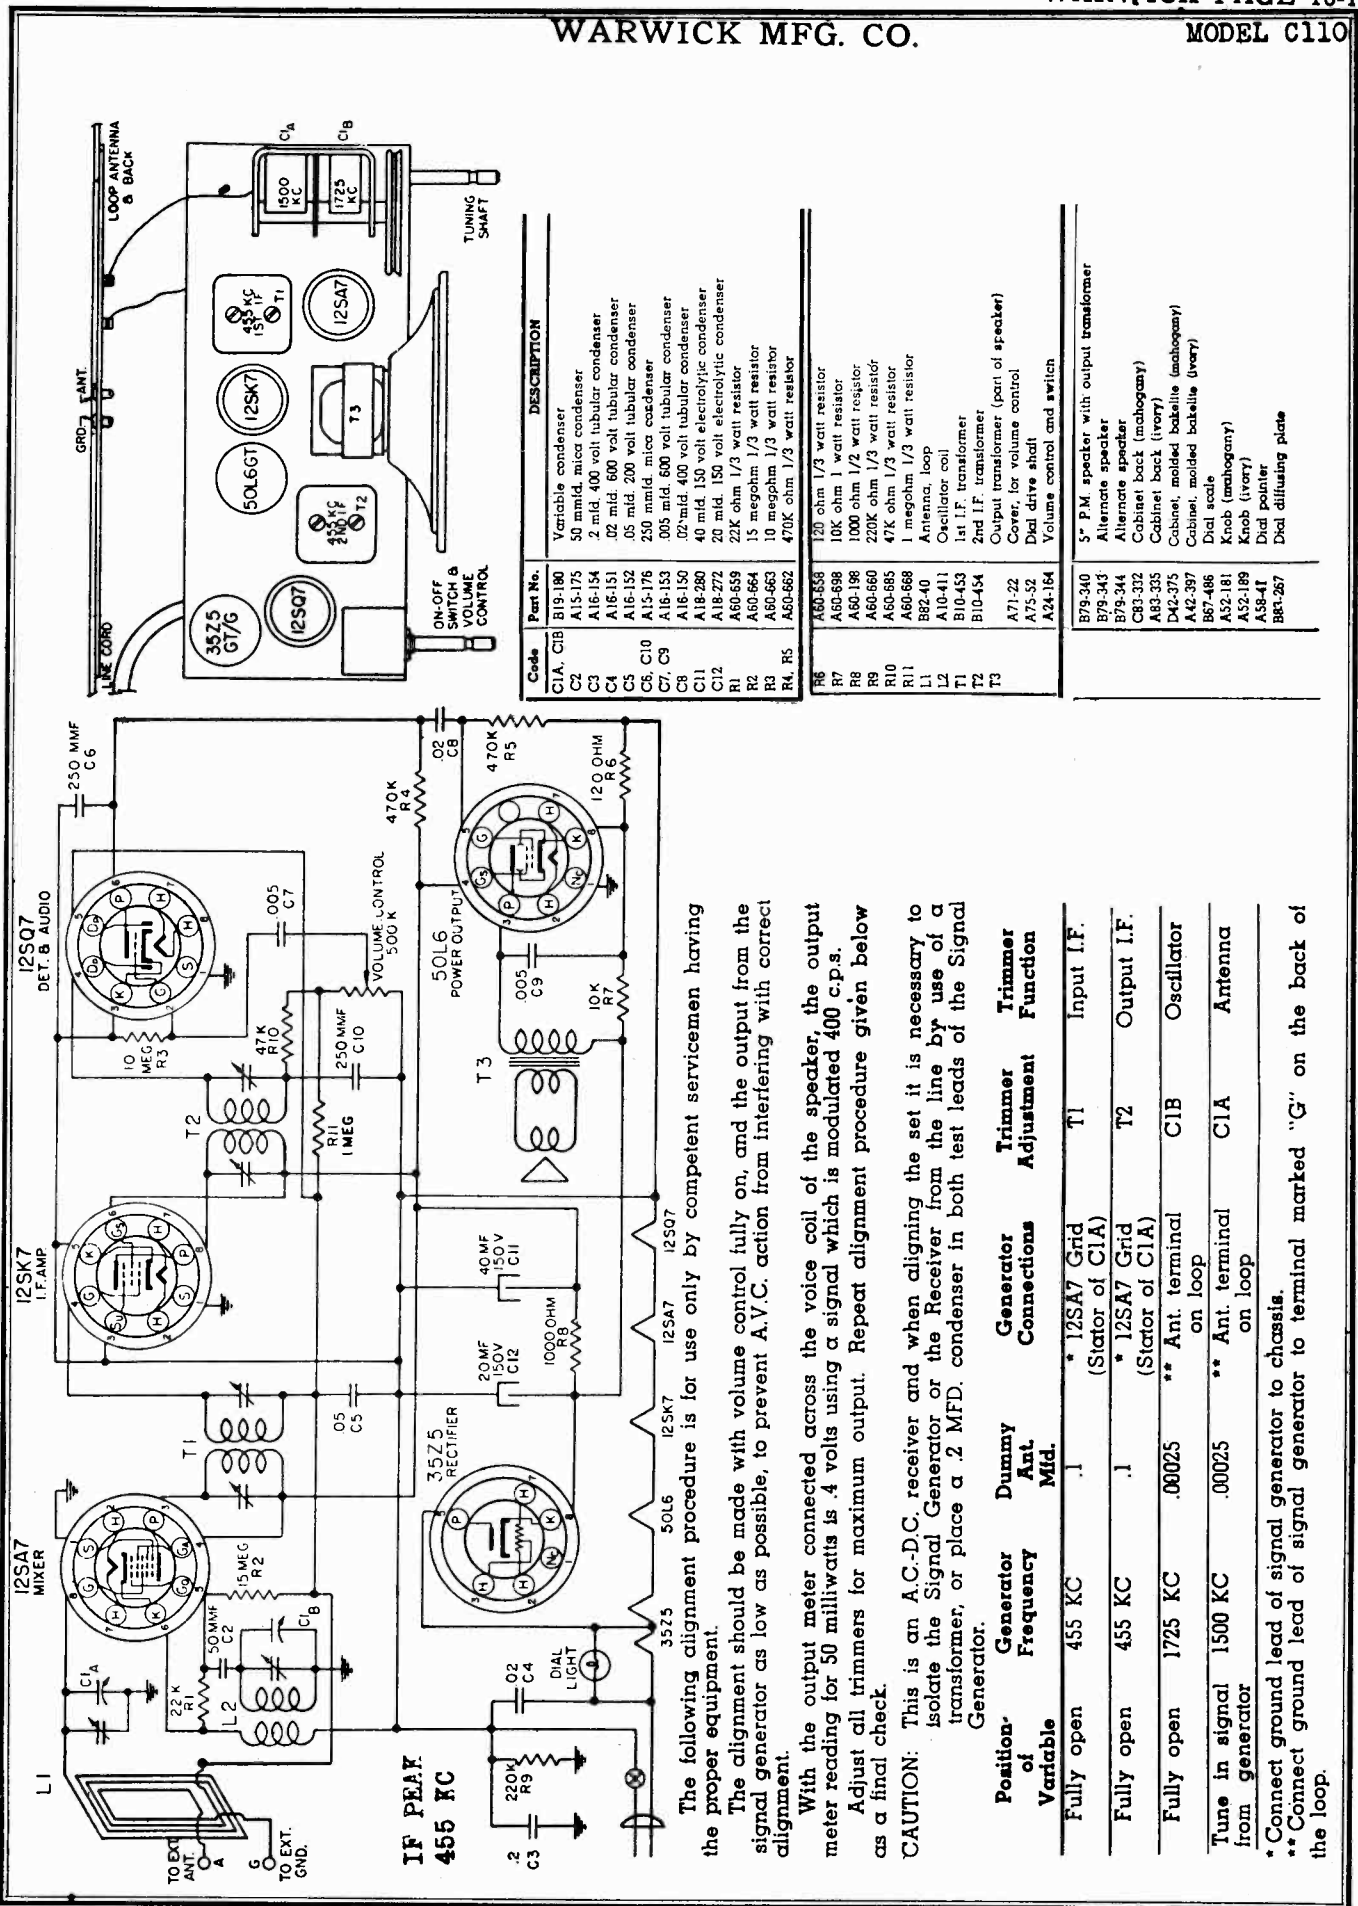 WARWICK MFG. CO.
MODEL C110
L1
TO EXT. ANT.
A
G
TO EXT. GND.
C1A
12SA7
MIXER
22K
R1
50MMF
C2
15 MEG
R2
L2
C1B
T1
.05
C5
12SK7
I.F. AMP.
T2
10 MEG
R3
47K
R10
R11
1 MEG
250 MMF
C10
12SQ7
DET. & AUDIO
.005
C7
VOLUME CONTROL
500 K
250 MMF
C6
IF PEAK
455 KC
.2
C3
220K
R9
.02
C4
DIAL LIGHT
35Z5
RECTIFIER
20 MF
150V
C12
40 MF
150V
C11
1000 OHM
R8
35Z5
50L6
12SK7
12SA7
12SQ7
T3
.005
C9
10K
R7
50L6
POWER OUTPUT
470K
R4
.02
C8
470K
R5
120 OHM
R6
LINE CORD
GRD.
ANT.
LOOP ANTENNA & BACK
35Z5 GT/G
12SQ7
455 KC 2ND IF
T2
50L6GT
12SK7
T3
455 KC 1ST IF
T1
12SA7
1500 KC
1725 KC
C1A
C1B
ON-OFF SWITCH & VOLUME CONTROL
TUNING SHAFT
Code Part No. DESCRIPTION
C1A, C1B B19-180 Variable condenser
C2 A15-175 50 mmfd. mica condenser
C3 A16-154 .2 mfd. 400 volt tubular condenser
C4 A16-151 .02 mfd. 600 volt tubular condenser
C5 A16-152 .05 mfd. 200 volt tubular condenser
C6, C10 A15-176 250 mmfd. mica condenser
C7, C9 A16-153 .005 mfd. 600 volt tubular condenser
C8 A16-150 .02 mfd. 400 volt tubular condenser
C11 A18-280 40 mfd. 150 volt electrolytic condenser
C12 A18-272 20 mfd. 150 volt electrolytic condenser
R1 A60-659 22K ohm 1/3 watt resistor
R2 A60-664 15 megohm 1/3 watt resistor
R3 A60-663 10 megohm 1/3 watt resistor
R4, R5 A60-662 470K ohm 1/3 watt resistor
R6 A60-658 120 ohm 1/3 watt resistor
R7 A60-698 10K ohm 1 watt resistor
R8 A60-198 1000 ohm 1/2 watt resistor
R9 A60-660 220K ohm 1/3 watt resistor
R10 A60-685 47K ohm 1/3 watt resistor
R11 A60-668 1 megohm 1/3 watt resistor
L1 B82-40 Antenna, loop
L2 A10-411 Oscillator coil
T1 B10-453 1st I.F. transformer
T2 B10-454 2nd I.F. transformer
T3 Output transformer (part of speaker)
A71-22 Cover, for volume control
A75-52 Dial drive shaft
A24-164 Volume control and switch
B79-340 5" P.M. speaker with output transformer
B79-343 Alternate speaker
B79-344 Alternate speaker
C83-332 Cabinet back (mahogany)
A83-335 Cabinet back (ivory)
D42-375 Cabinet, molded bakelite (mahogany)
A42-397 Cabinet, molded bakelite (ivory)
B67-486 Dial scale
A52-181 Knob (mahogany)
A52-189 Knob (ivory)
A58-41 Dial pointer
B83-267 Dial diffusing plate
The following alignment procedure is for use only by competent servicemen having
the proper equipment.
The alignment should be made with volume control fully on, and the output from the
signal generator as low as possible, to prevent A.V.C. action from interfering with correct
alignment.
With the output meter connected across the voice coil of the speaker, the output
meter reading for 50 milliwatts is .4 volts using a signal which is modulated 400 c.p.s.
Adjust all trimmers for maximum output. Repeat alignment procedure given below
as a final check.
CAUTION: This is an A.C.-D.C. receiver and when aligning the set it is necessary to
isolate the Signal Generator or the Receiver from the line by use of a
transformer, or place a .2 MFD. condenser in both test leads of the Signal
Generator.
Position of Variable Generator Frequency Dummy Ant. Mfd. Generator Connections Trimmer Adjustment Trimmer Function
Fully open 455 KC .1 * 12SA7 Grid (Stator of C1A) T1 Input I.F.
Fully open 455 KC .1 * 12SA7 Grid (Stator of C1A) T2 Output I.F.
Fully open 1725 KC .00025 ** Ant. terminal on loop C1B Oscillator
Tune in signal from generator 1500 KC .00025 ** Ant. terminal on loop C1A Antenna
* Connect ground lead of signal generator to chassis.
** Connect ground lead of signal generator to terminal marked "G" on the back of
the loop.